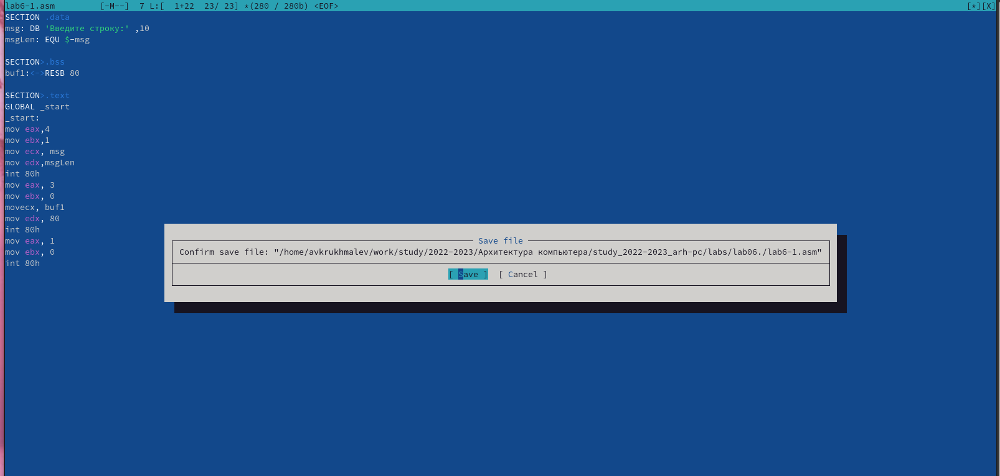 lab6-1.asm [-M--] 7 L:[ 1+22 23/ 23] *(280 / 280b) <EOF> [*][X]
SECTION .data
msg: DB 'Введите строку:' ,10
msgLen: EQU $-msg
SECTION>.bss
buf1:<->RESB 80
SECTION>.text
GLOBAL _start
_start:
mov eax,4
mov ebx,1
mov ecx, msg
mov edx,msgLen
int 80h
mov eax, 3
mov ebx, 0
movecx, buf1
mov edx, 80
int 80h
mov eax, 1
mov ebx, 0
int 80h
Save file
Confirm save file: "/home/avkrukhmalev/work/study/2022-2023/Архитектура компьютера/study_2022-2023_arh-pc/labs/lab06./lab6-1.asm"
[ Save ] [ Cancel ]